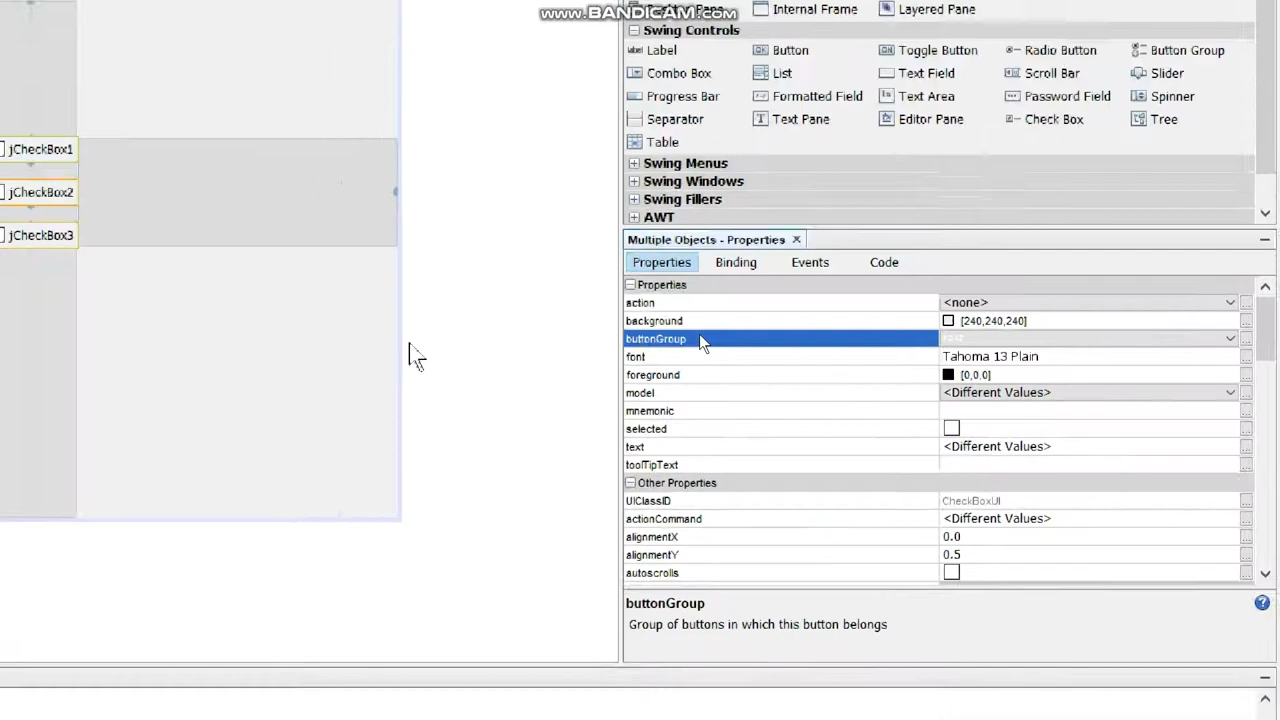 www.BANDICAM.com
Internal Frame Layered Pane
Swing Controls
Label Button Toggle Button Radio Button Button Group
Combo Box List Text Field Scroll Bar Slider
Progress Bar Formatted Field Text Area Password Field Spinner
Separator Text Pane Editor Pane Check Box Tree
Table
Swing Menus
Swing Windows
Swing Fillers
AWT
jCheckBox1
jCheckBox2
jCheckBox3
Multiple Objects - Properties
Properties Binding Events Code
Properties
action <none>
background [240,240,240]
buttonGroup
font Tahoma 13 Plain
foreground [0,0,0]
model <Different Values>
mnemonic
selected
text <Different Values>
toolTipText
Other Properties
UIClassID CheckBoxUI
actionCommand <Different Values>
alignmentX 0.0
alignmentY 0.5
autoscrolls
buttonGroup
Group of buttons in which this button belongs